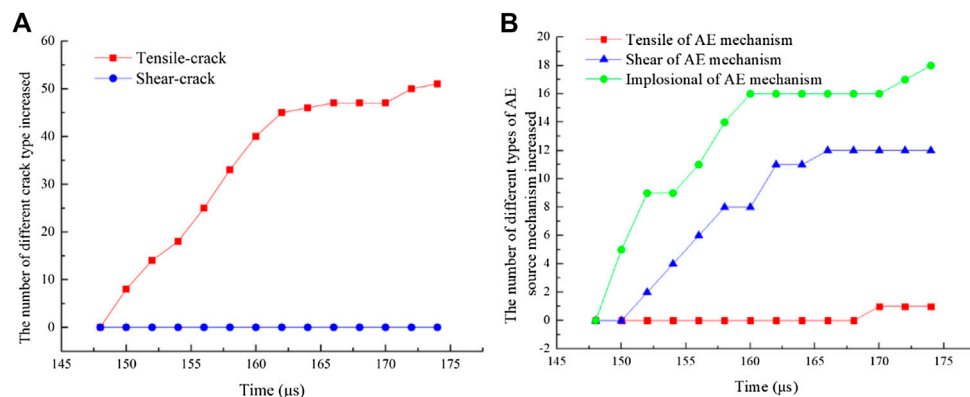 A
The number of different crack type increased
60
50
40
30
20
10
0
Tensile-crack
Shear-crack
145 150 155 160 165 170 175
Time (μs)
B
The number of different types of AE
source mechanism increased
20
18
16
14
12
10
8
6
4
2
0
-2
Tensile of AE mechanism
Shear of AE mechanism
Implosional of AE mechanism
145 150 155 160 165 170 175
Time (μs)